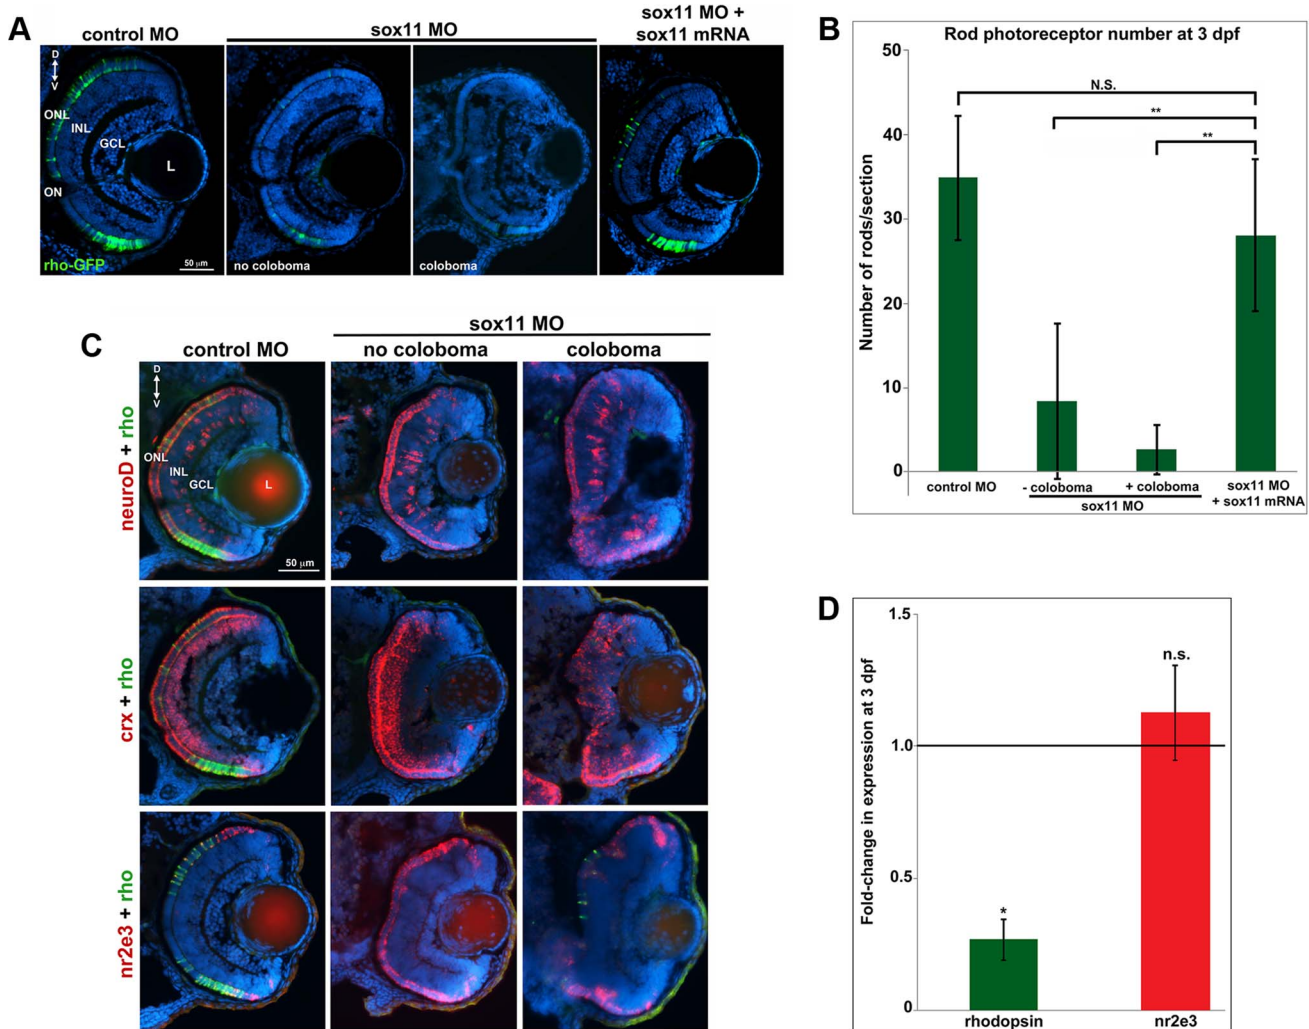 A
control MO
sox11 MO
sox11 MO +
sox11 mRNA
D
V
ONL
INL
GCL
L
ON
rho-GFP
50 µm
no coloboma
coloboma
B
Rod photoreceptor number at 3 dpf
Number of rods/section
50
40
30
20
10
0
N.S.
**
**
control MO
- coloboma
+ coloboma
sox11 MO
sox11 MO
+ sox11 mRNA
C
sox11 MO
control MO
no coloboma
coloboma
neuroD + rho
D
V
ONL
INL
GCL
L
50 µm
crx + rho
nr2e3 + rho
D
Fold-change in expression at 3 dpf
1.5
1.0
0.5
0
*
n.s.
rhodopsin
nr2e3